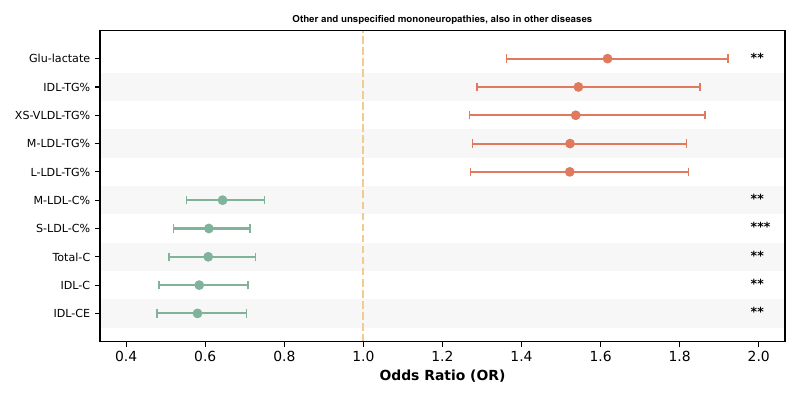 Other and unspecified mononeuropathies, also in other diseases
Glu-lactate **
IDL-TG%
XS-VLDL-TG%
M-LDL-TG%
L-LDL-TG%
M-LDL-C% **
S-LDL-C% ***
Total-C **
IDL-C **
IDL-CE **
0.4 0.6 0.8 1.0 1.2 1.4 1.6 1.8 2.0
Odds Ratio (OR)